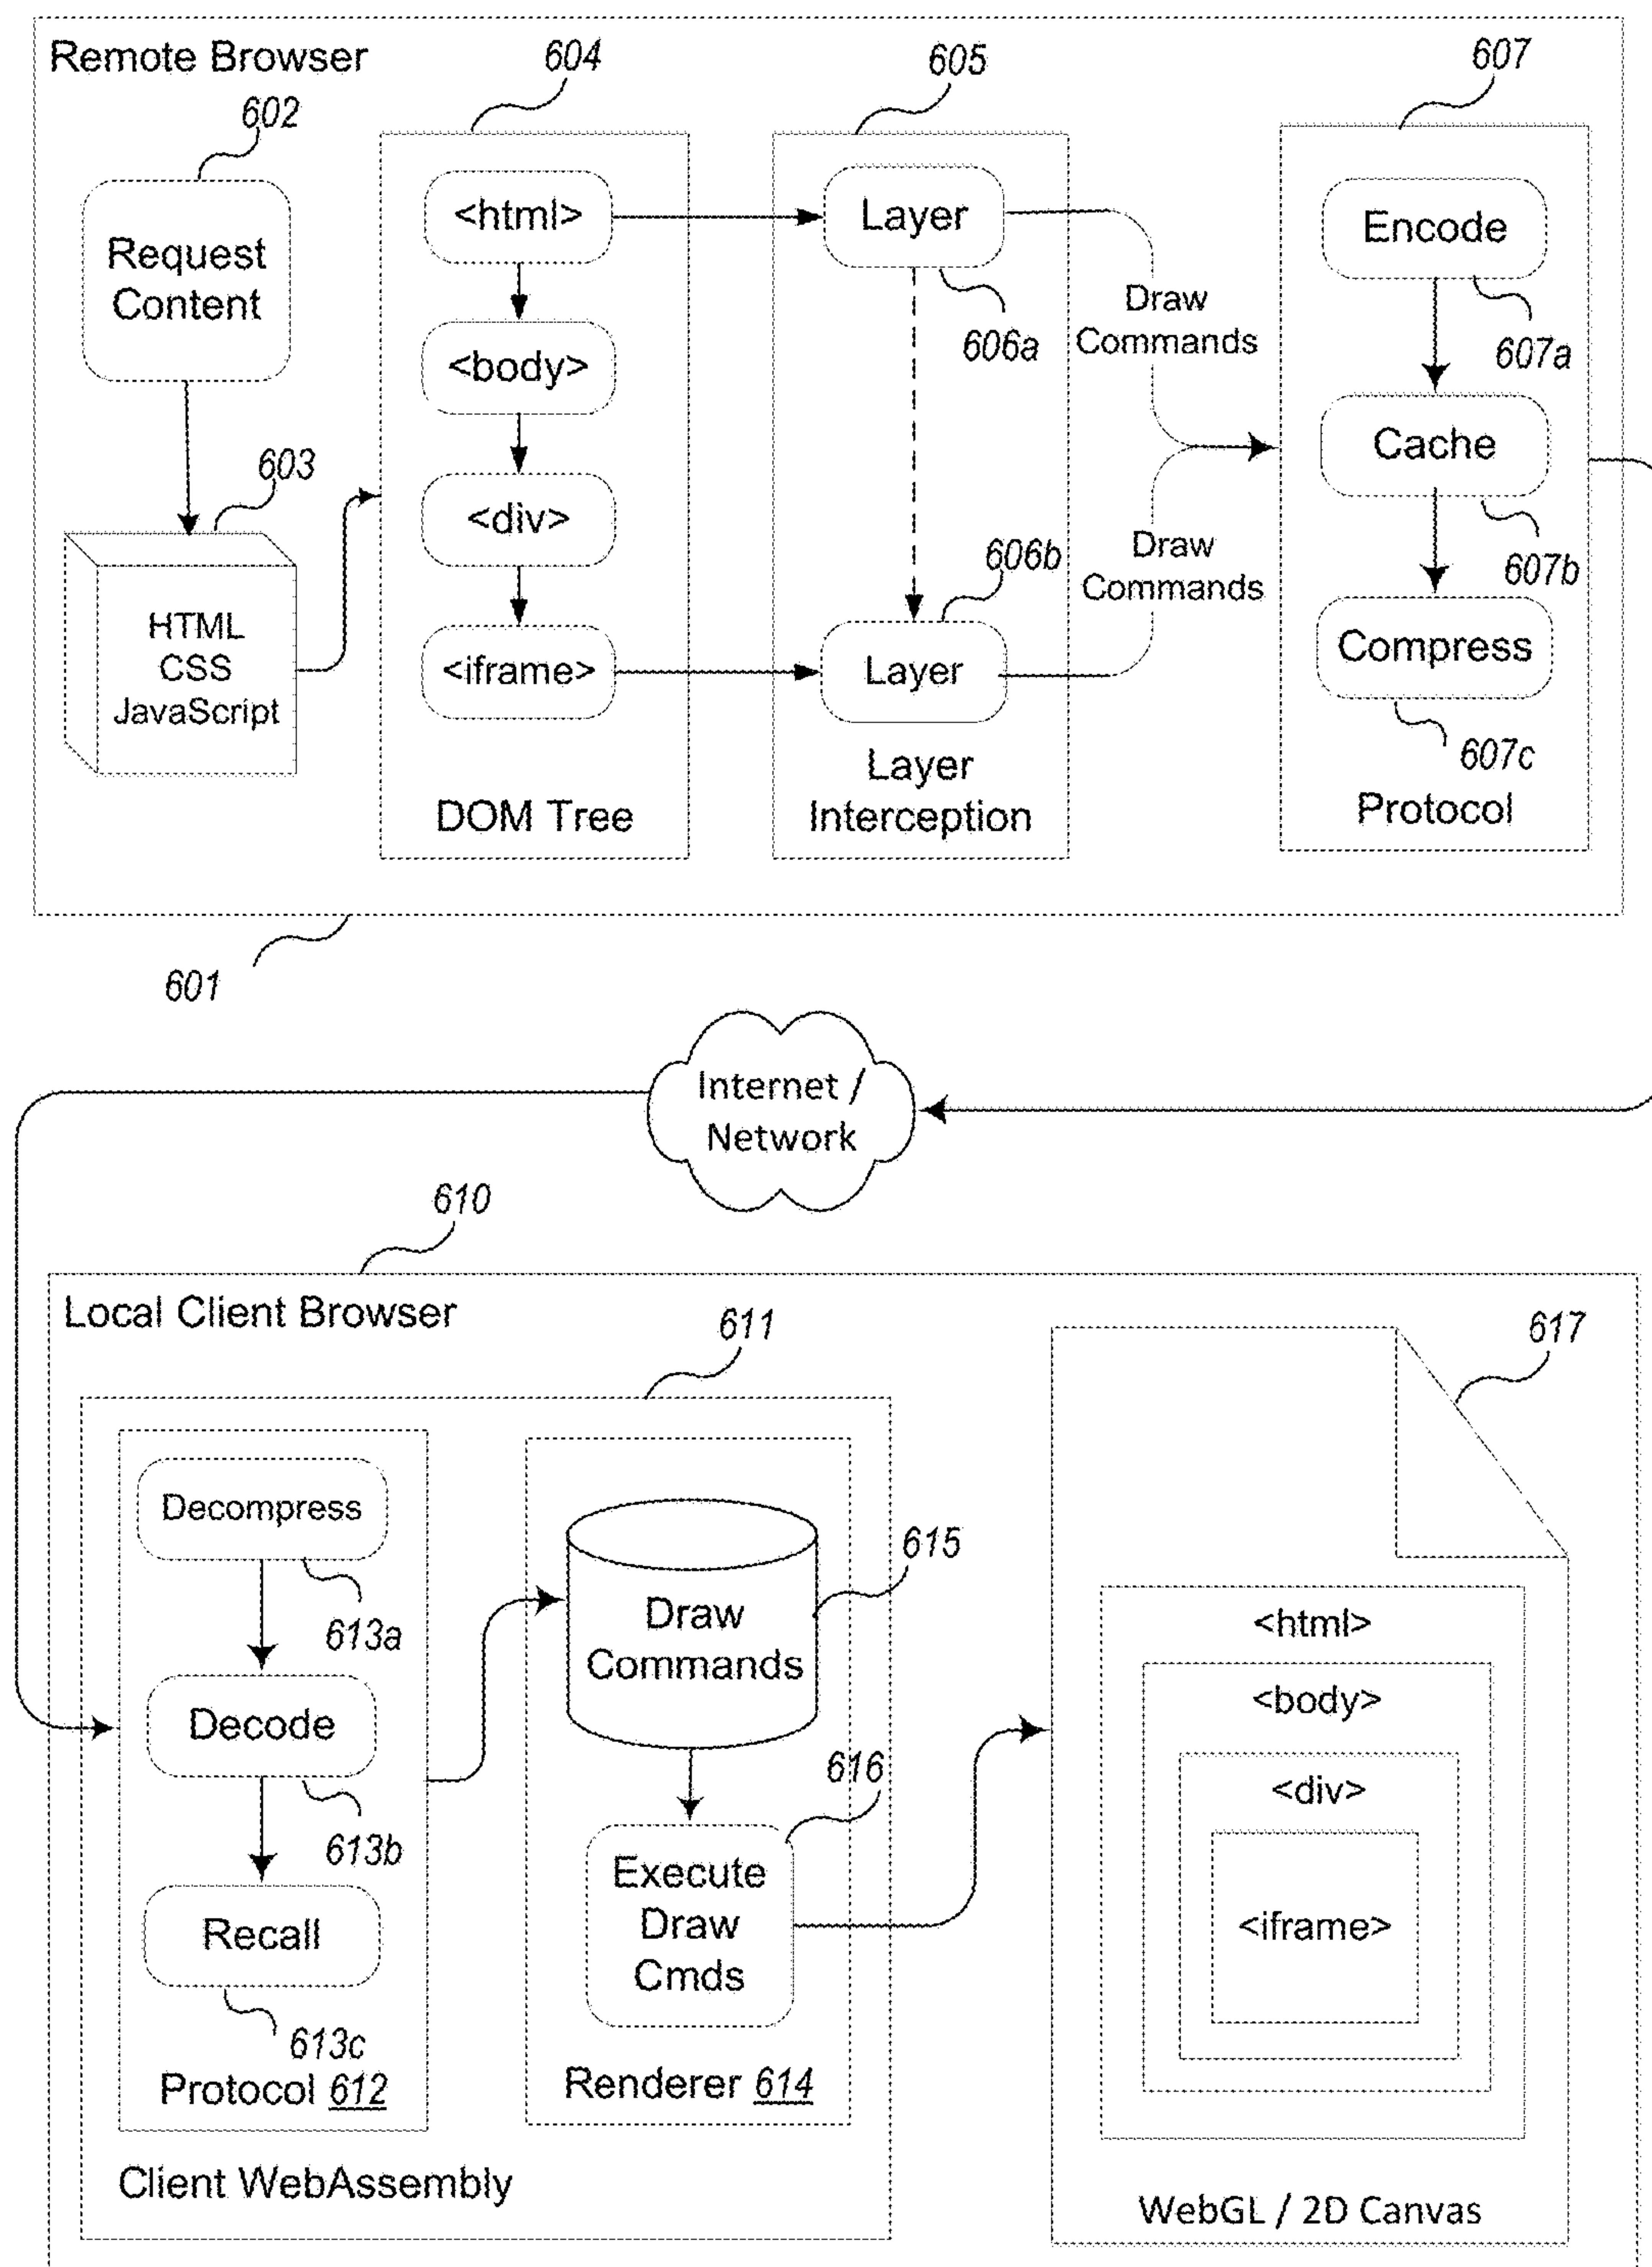 Remote Browser
602
604
605
607
Request
Content
603
HTML
CSS
JavaScript
<html>
<body>
<div>
<iframe>
DOM Tree
Layer
606a
606b
Layer
Layer
Interception
Draw
Commands
Draw
Commands
Encode
607a
Cache
607b
Compress
607c
Protocol
601
Internet /
Network
610
Local Client Browser
611
617
Decompress
613a
Decode
613b
Recall
613c
Protocol 612
Draw
Commands
615
616
Execute
Draw
Cmds
Renderer 614
Client WebAssembly
<html>
<body>
<div>
<iframe>
WebGL / 2D Canvas